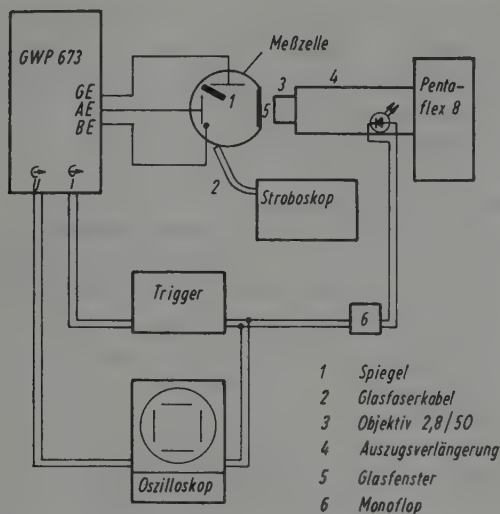 GWP 673
GE
AE
BE
U
I
Meßzelle
1
2
3
4
5
Penta-
flex 8
Stroboskop
Trigger
6
Oszilloskop
1 Spiegel
2 Glasfaserkabel
3 Objektiv 2,8/50
4 Auszugsverlängerung
5 Glasfenster
6 Monoflop